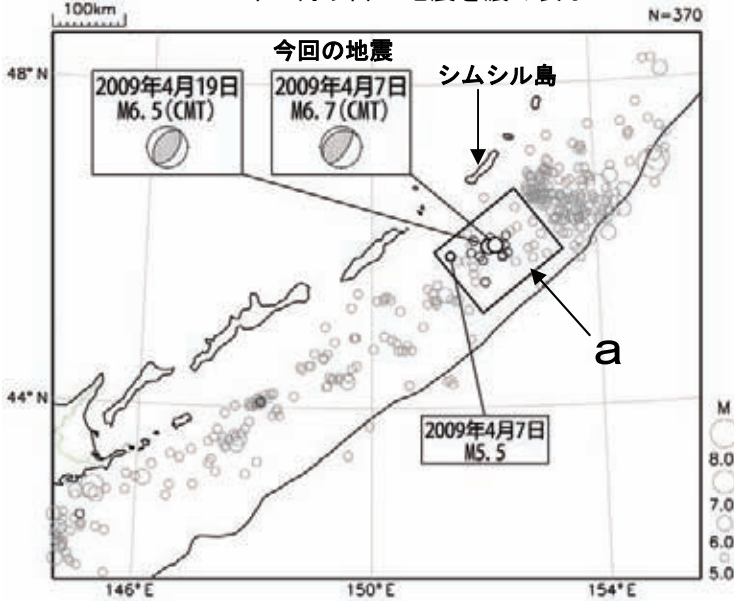 100km
N=370
今回の地震
48°N
2009年4月19日
M6.5(CMT)
2009年4月7日
M6.7(CMT)
シムシル島
a
44°N
2009年4月7日
M5.5
M
8.0
7.0
6.0
5.0
146°E
150°E
154°E